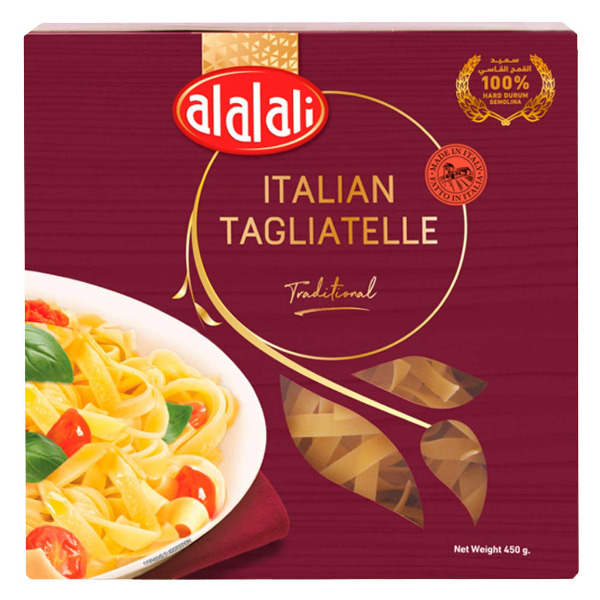 alalali
سميد
القمح القاسي
100%
HARD DURUM
SEMOLINA
MADE IN ITALY
FATTO IN ITALIA
ITALIAN
TAGLIATELLE
Traditional
Net Weight 450 g.